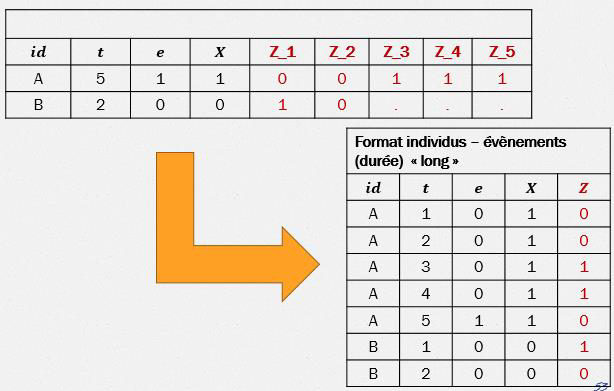 id t e X Z_1 Z_2 Z_3 Z_4 Z_5
A 5 1 1 0 0 1 1 1
B 2 0 0 1 0 . . .
Format individus – évènements
(durée) « long »
id t e X Z
A 1 0 1 0
A 2 0 1 0
A 3 0 1 1
A 4 0 1 1
A 5 1 1 0
B 1 0 0 1
B 2 0 0 0
53